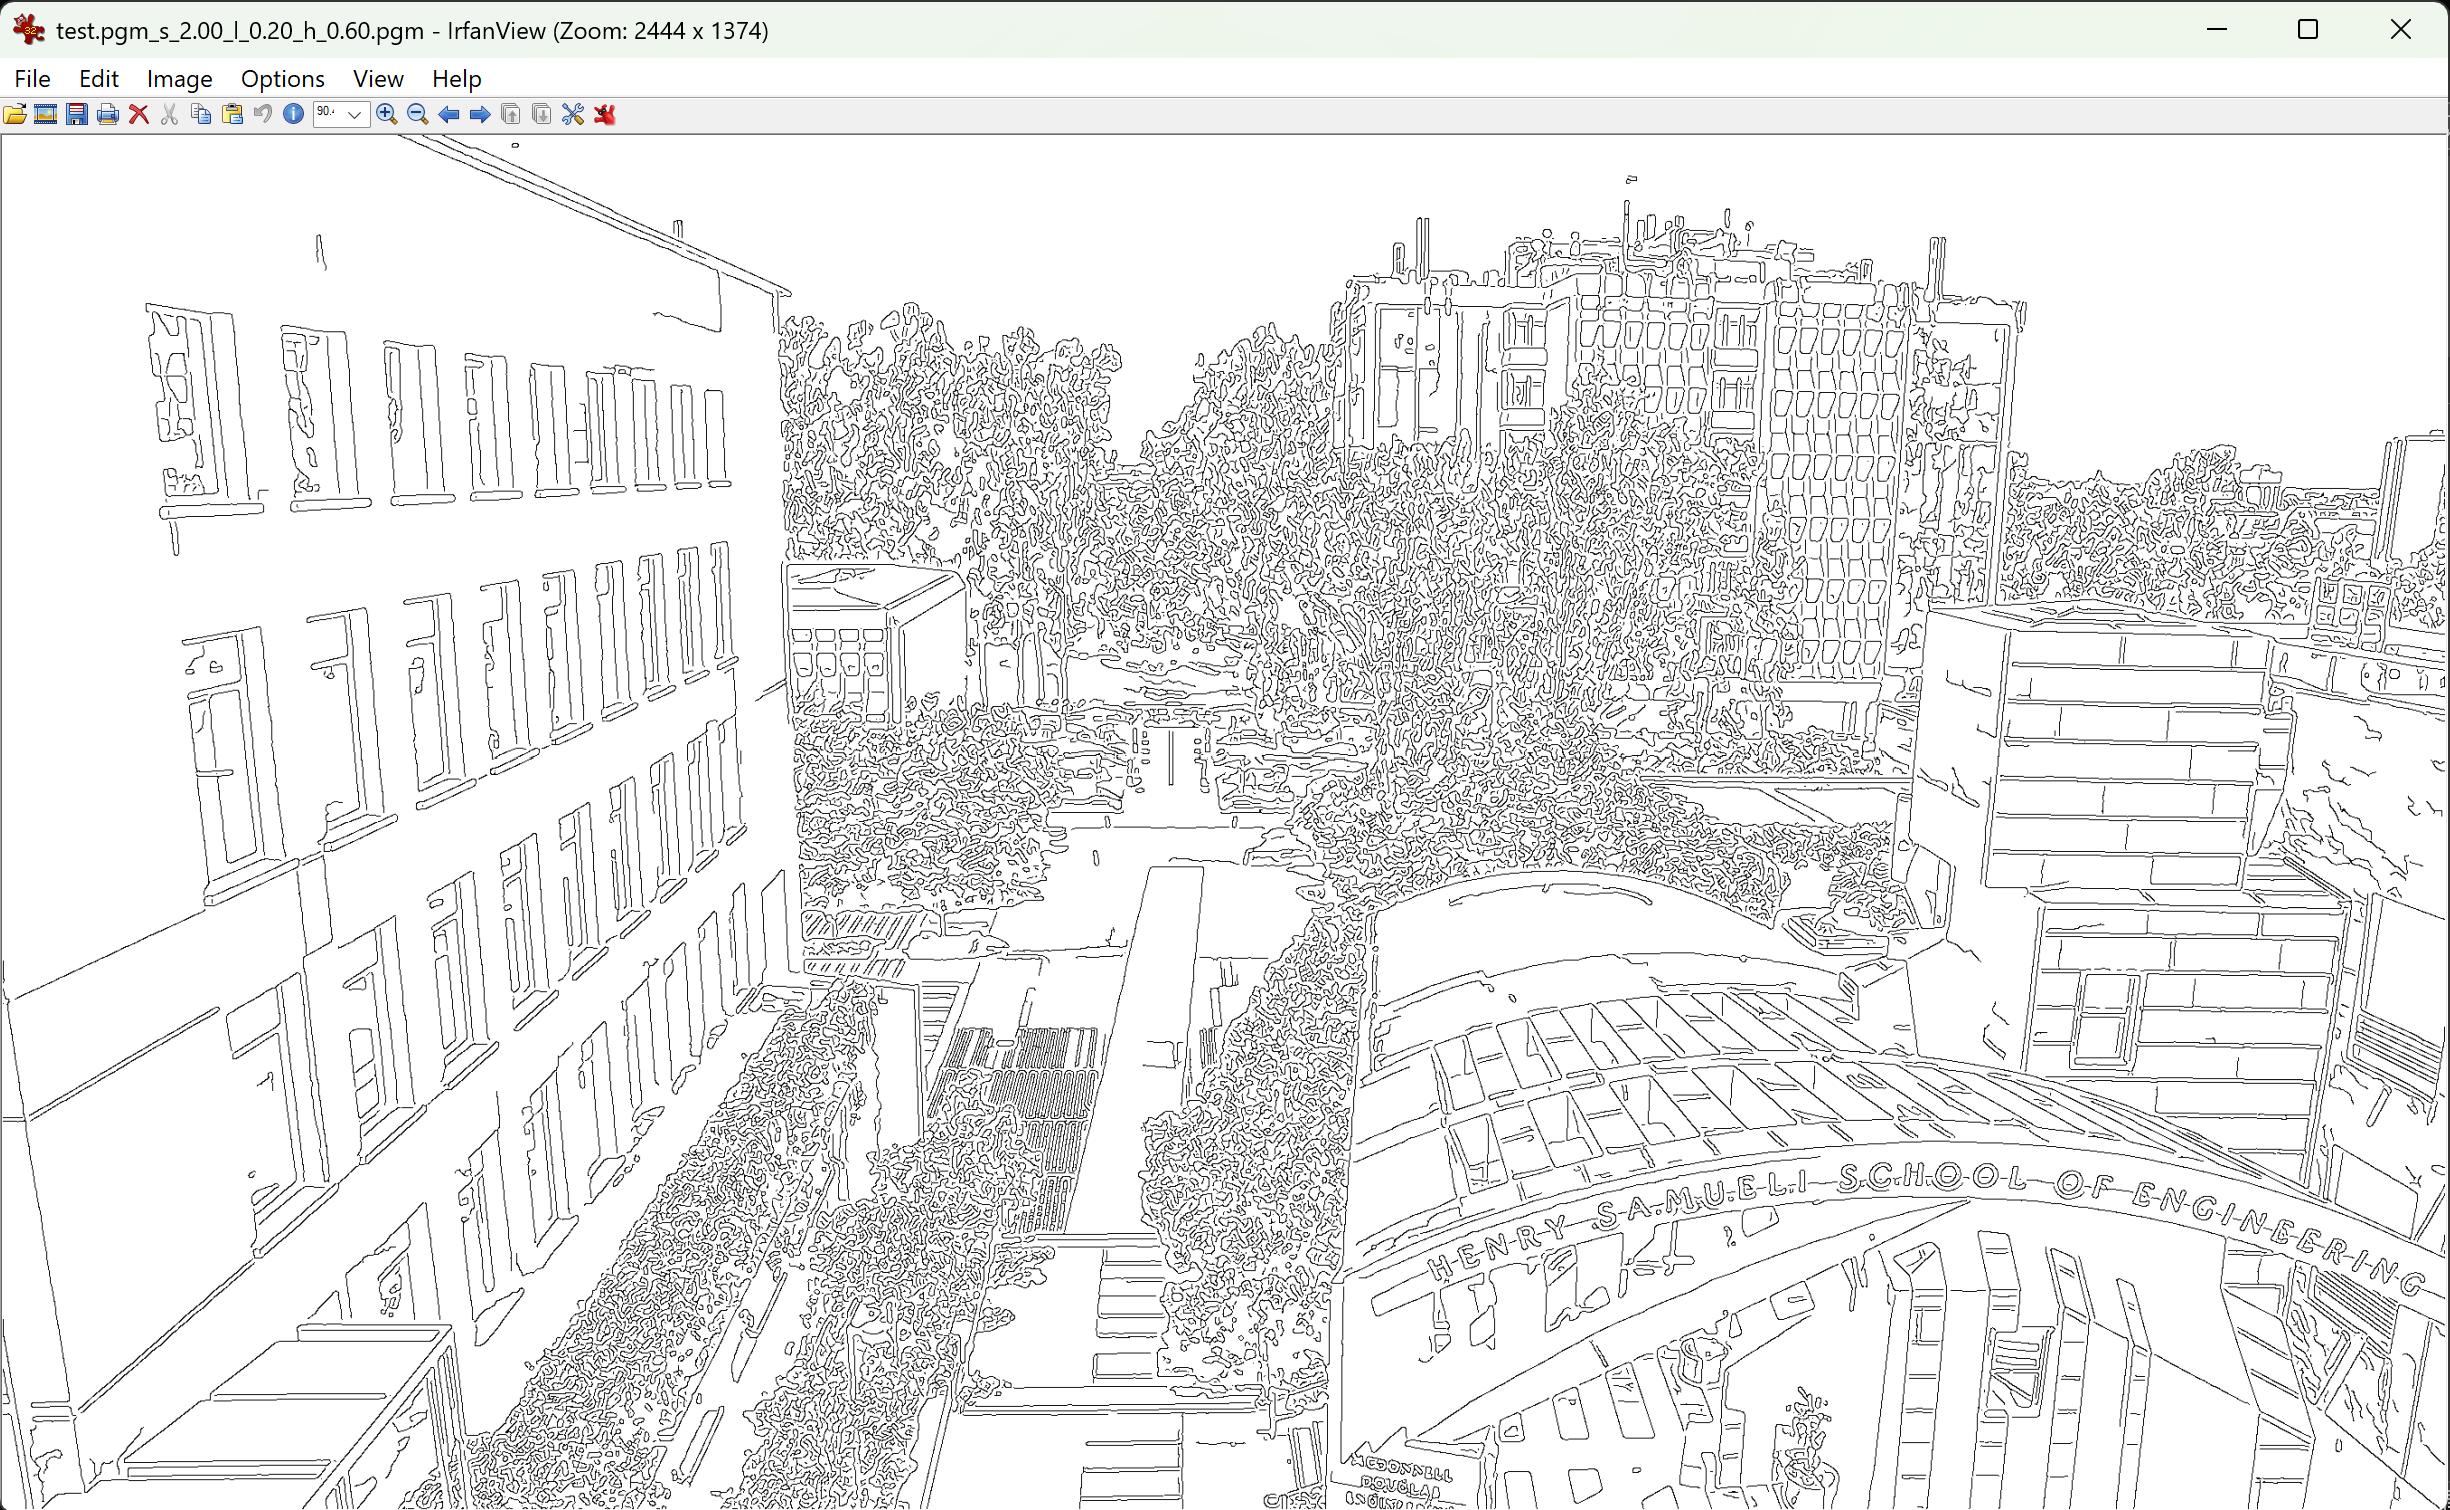 test.pgm_s_2.00_l_0.20_h_0.60.pgm - IrfanView (Zoom: 2444 x 1374)
File Edit Image Options View Help
HENRY SAMUELI SCHOOL OF ENGINEERING